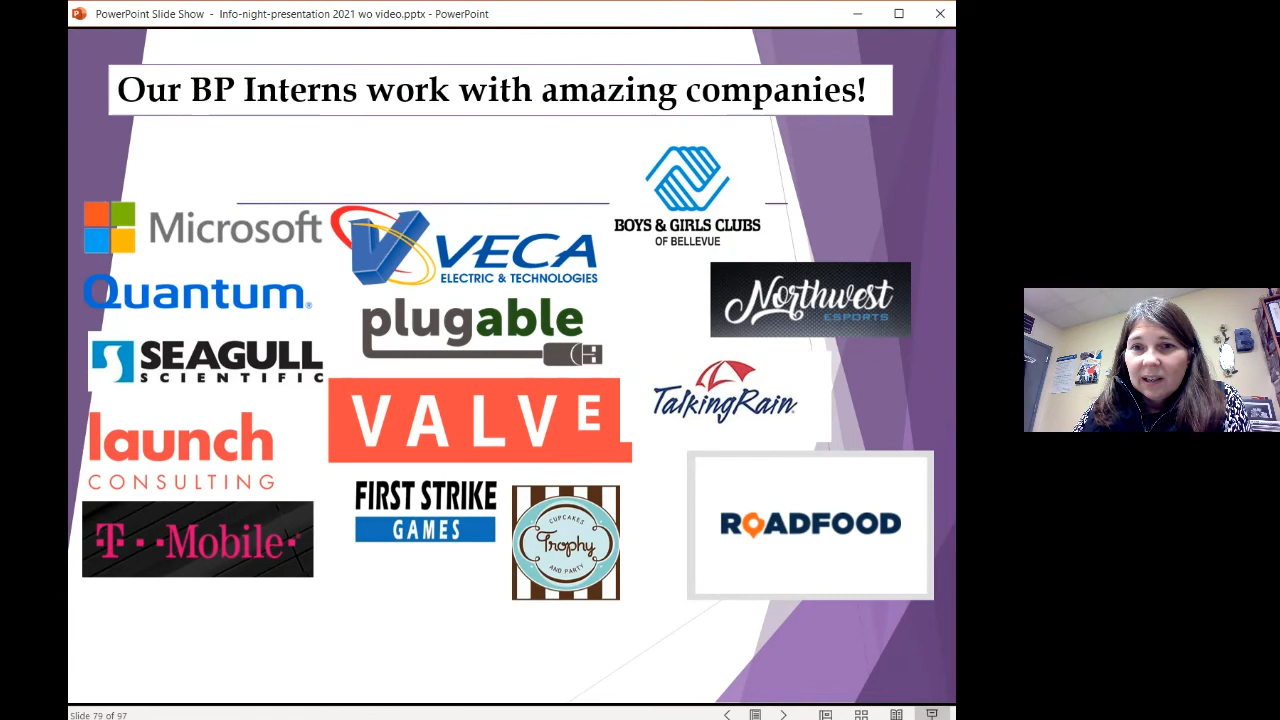 PowerPoint Slide Show - Info-night-presentation 2021 wo video.pptx - PowerPoint
Our BP Interns work with amazing companies!
Microsoft
Quantum®
SEAGULL
SCIENTIFIC
launch
CONSULTING
T··Mobile·
VECA
ELECTRIC & TECHNOLOGIES
plugable
VALVE
FIRST STRIKE
GAMES
CUPCAKES
Trophy
AND PARTY
BOYS & GIRLS CLUBS
OF BELLEVUE
Northwest
ESPORTS
TalkingRain.
ROADFOOD
Slide 79 of 97